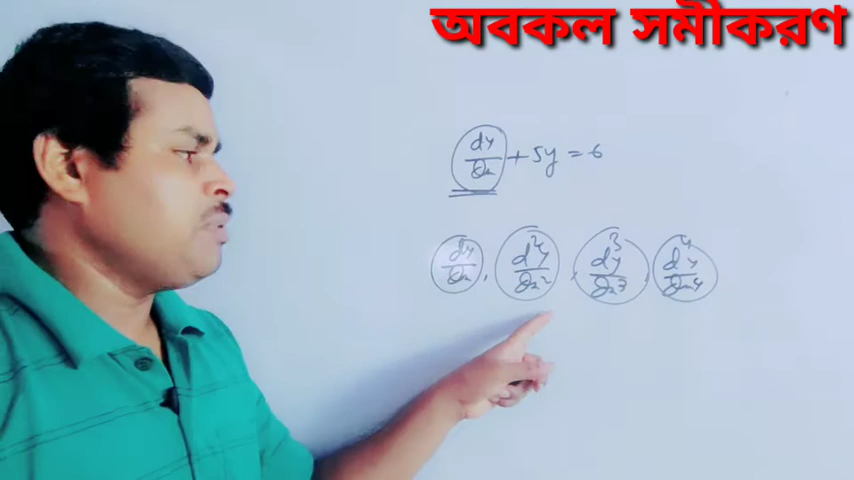 অবকল সমীকরণ
dy/dx + 5y = 6
dy/dx, d²y/dx², d³y/dx³, d⁴y/dx⁴